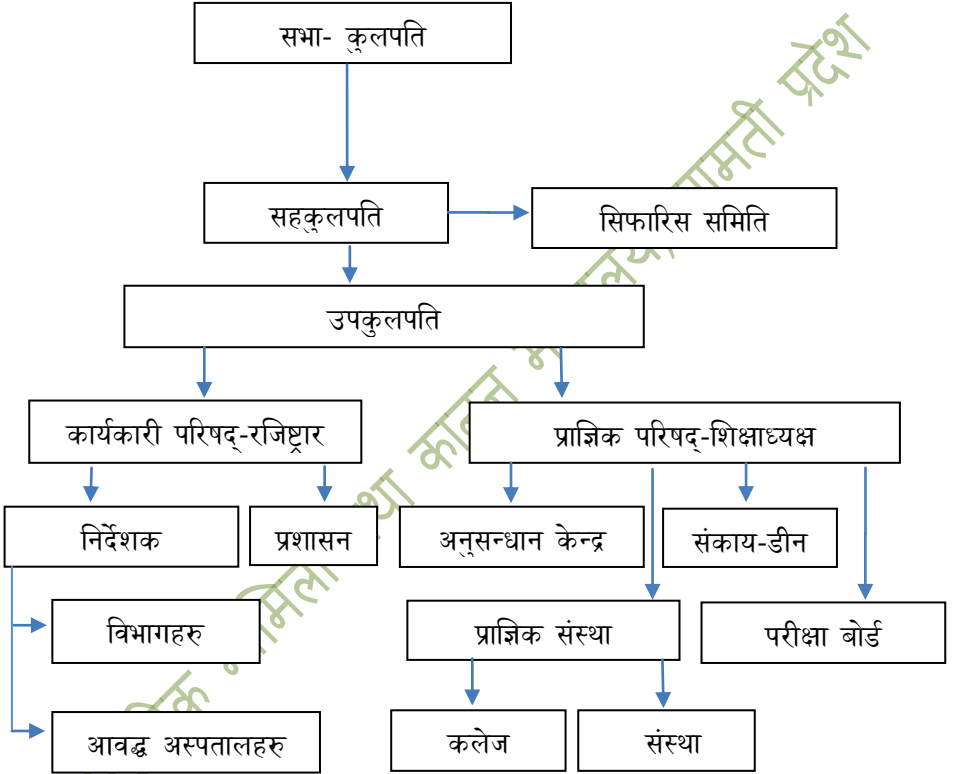 सभा- कुलपति
सहकुलपति
सिफारिस समिति
उपकुलपति
कार्यकारी परिषद्-रजिष्ट्रार
प्राज्ञिक परिषद्-शिक्षाध्यक्ष
निर्देशक
प्रशासन
अनुसन्धान केन्द्र
संकाय-डीन
विभागहरु
प्राज्ञिक संस्था
परीक्षा बोर्ड
आवद्ध अस्पतालहरु
कलेज
संस्था
प्रदेश